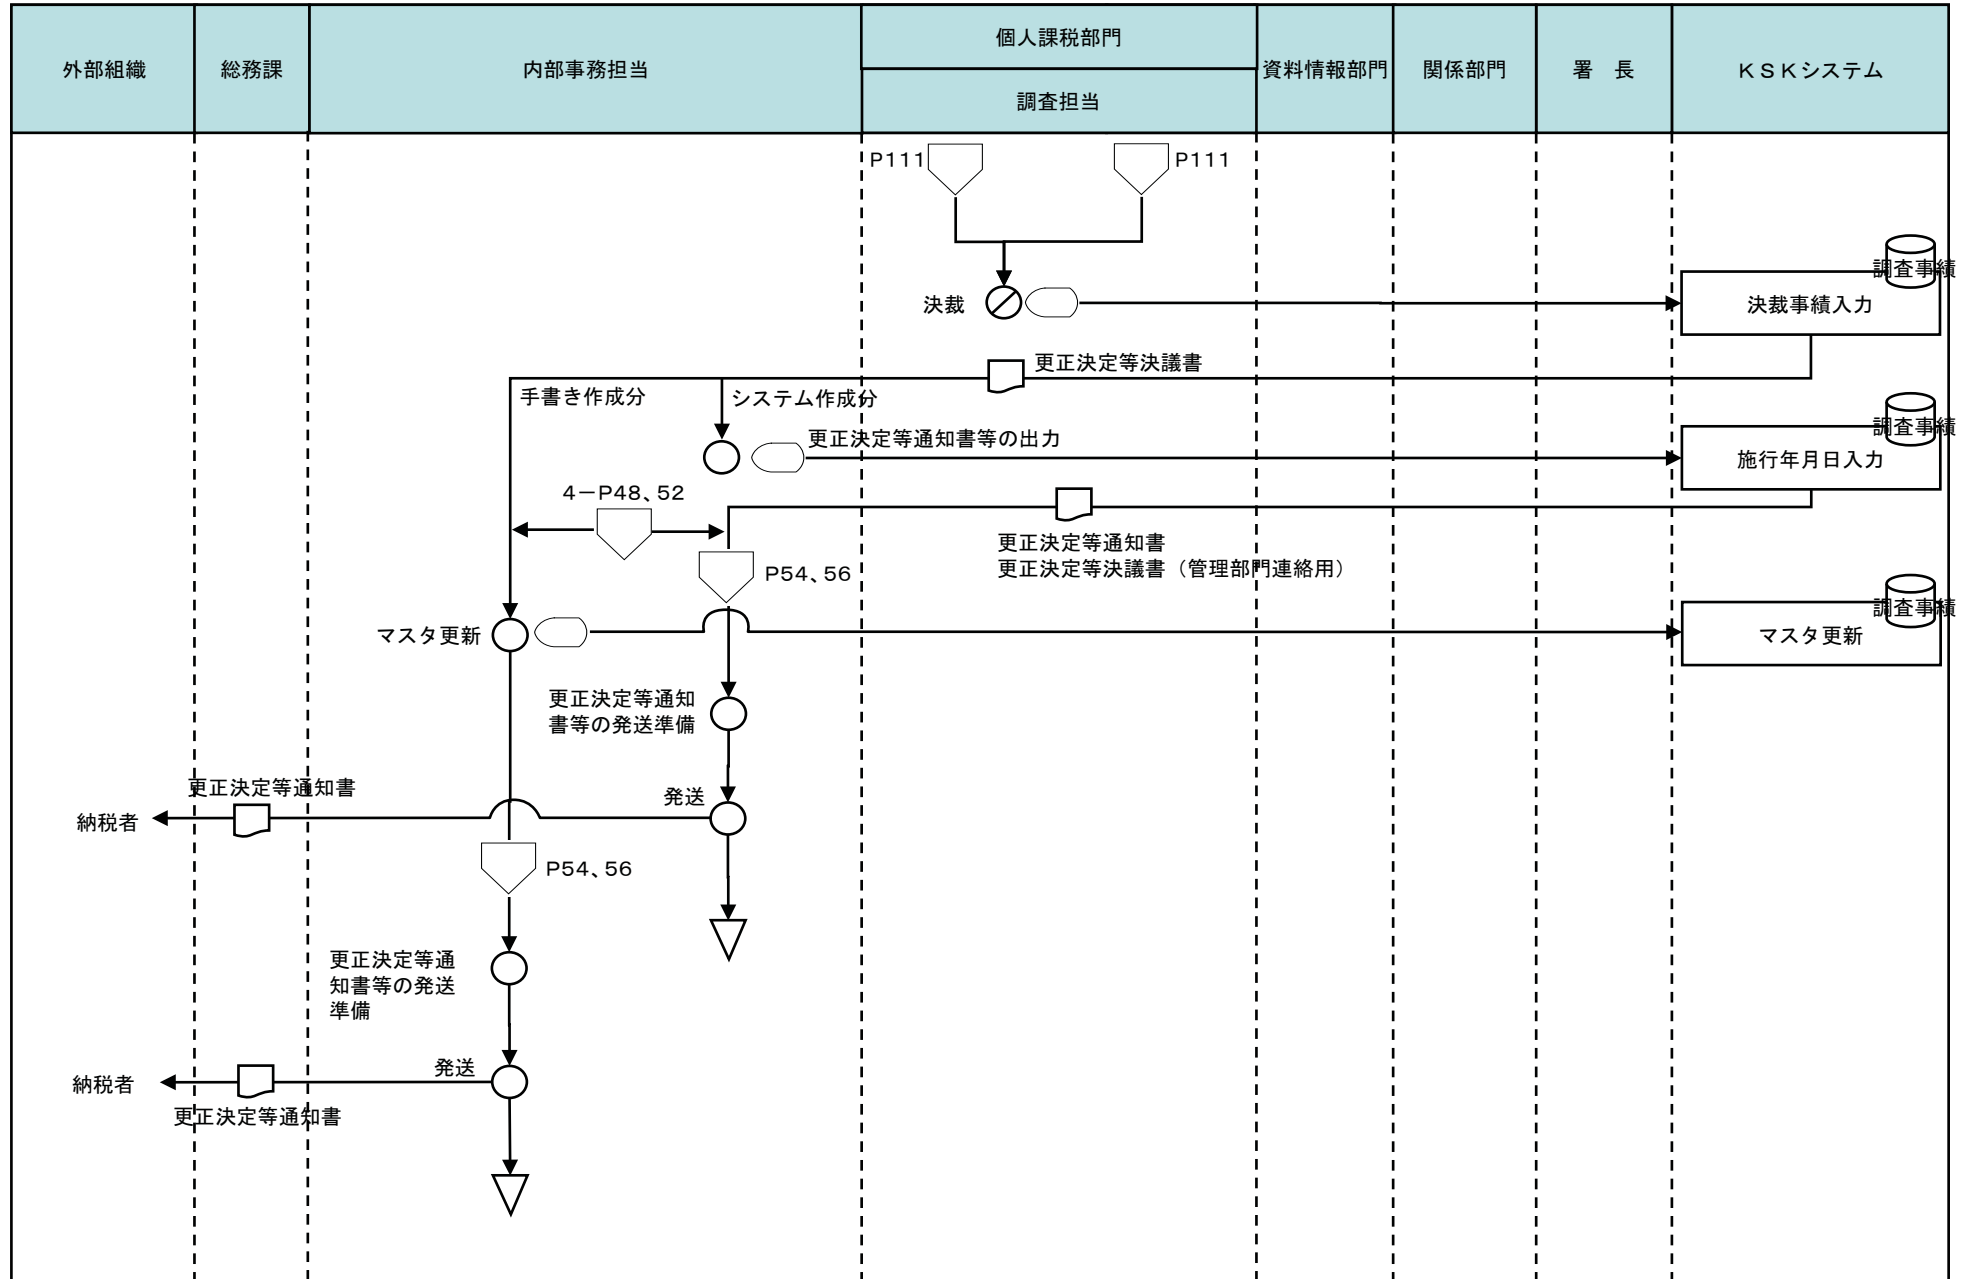 外部組織
総務課
内部事務担当
個人課税部門
調査担当
資料情報部門
関係部門
署　長
ＫＳＫシステム
P111
P111
調査事績
決裁
決裁事績入力
更正決定等決議書
手書き作成分
システム作成分
調査事績
更正決定等通知書等の出力
施行年月日入力
4－P48、52
更正決定等通知書
更正決定等決議書（管理部門連絡用）
P54、56
調査事績
マスタ更新
マスタ更新
更正決定等通知
書等の発送準備
更正決定等通知書
発送
納税者
P54、56
更正決定等通
知書等の発送
準備
発送
納税者
更正決定等通知書